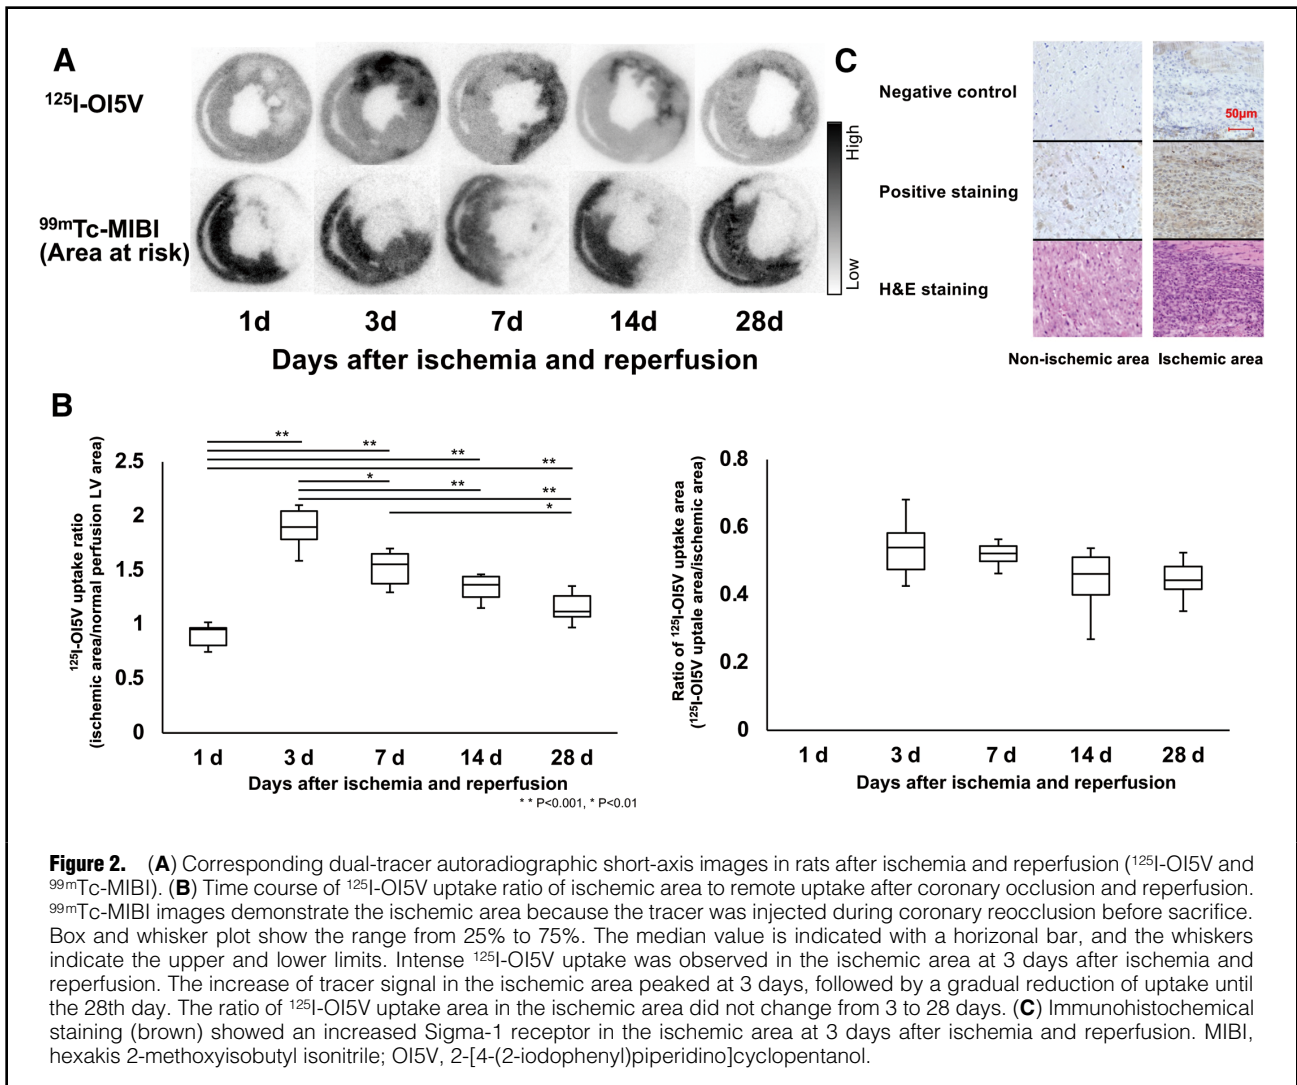 A
¹²⁵I-OI5V
⁹⁹ᵐTc-MIBI
(Area at risk)
High
Low
1d 3d 7d 14d 28d
Days after ischemia and reperfusion
C
Negative control
50μm
Positive staining
H&E staining
Non-ischemic area Ischemic area
B
¹²⁵I-OI5V uptake ratio
(ischemic area/normal perfusion LV area)
2.5
2
1.5
1
0.5
0
** ** ** **
* ** **
*
1 d 3 d 7 d 14 d 28 d
Days after ischemia and reperfusion
* * P<0.001, * P<0.01
Ratio of ¹²⁵I-OI5V uptake area
(¹²⁵I-OI5V uptale area/ischemic area)
0.8
0.6
0.4
0.2
0
1 d 3 d 7 d 14 d 28 d
Days after ischemia and reperfusion
Figure 2. (A) Corresponding dual-tracer autoradiographic short-axis images in rats after ischemia and reperfusion (¹²⁵I-OI5V and
⁹⁹ᵐTc-MIBI). (B) Time course of ¹²⁵I-OI5V uptake ratio of ischemic area to remote uptake after coronary occlusion and reperfusion.
⁹⁹ᵐTc-MIBI images demonstrate the ischemic area because the tracer was injected during coronary reocclusion before sacrifice.
Box and whisker plot show the range from 25% to 75%. The median value is indicated with a horizonal bar, and the whiskers
indicate the upper and lower limits. Intense ¹²⁵I-OI5V uptake was observed in the ischemic area at 3 days after ischemia and
reperfusion. The increase of tracer signal in the ischemic area peaked at 3 days, followed by a gradual reduction of uptake until
the 28th day. The ratio of ¹²⁵I-OI5V uptake area in the ischemic area did not change from 3 to 28 days. (C) Immunohistochemical
staining (brown) showed an increased Sigma-1 receptor in the ischemic area at 3 days after ischemia and reperfusion. MIBI,
hexakis 2-methoxyisobutyl isonitrile; OI5V, 2-[4-(2-iodophenyl)piperidino]cyclopentanol.